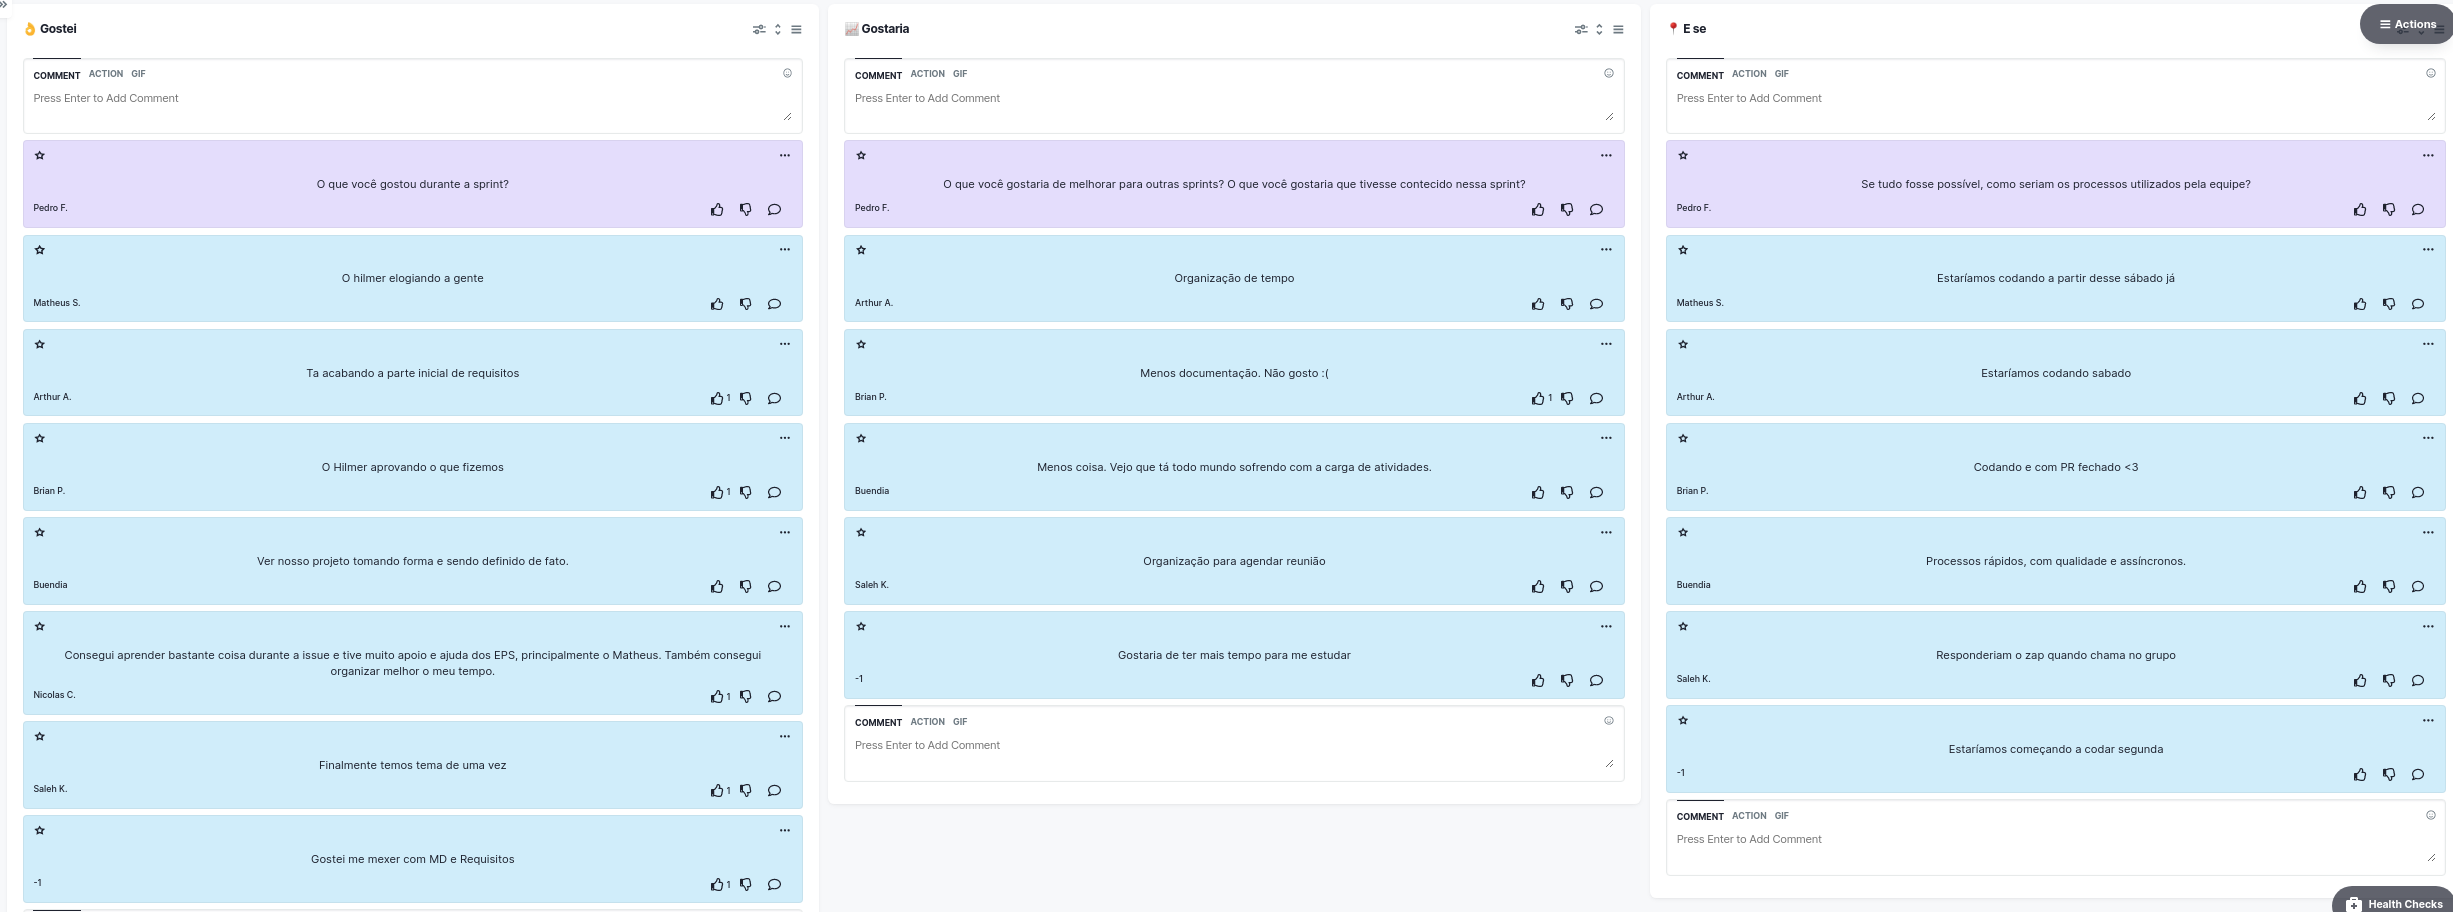 Gostei
COMMENT ACTION GIF
Press Enter to Add Comment
O que você gostou durante a sprint?
Pedro F.
O hilmer elogiando a gente
Matheus S.
Ta acabando a parte inicial de requisitos
Arthur A.
1
O Hilmer aprovando o que fizemos
Brian P.
1
Ver nosso projeto tomando forma e sendo definido de fato.
Buendia
Consegui aprender bastante coisa durante a issue e tive muito apoio e ajuda dos EPS, principalmente o Matheus. Também consegui
organizar melhor o meu tempo.
Nicolas C.
1
Finalmente temos tema de uma vez
Saleh K.
1
Gostei me mexer com MD e Requisitos
-1
1
Gostaria
COMMENT ACTION GIF
Press Enter to Add Comment
O que você gostaria de melhorar para outras sprints? O que você gostaria que tivesse contecido nessa sprint?
Pedro F.
Organização de tempo
Arthur A.
Menos documentação. Não gosto :(
Brian P.
1
Menos coisa. Vejo que tá todo mundo sofrendo com a carga de atividades.
Buendia
Organização para agendar reunião
Saleh K.
Gostaria de ter mais tempo para me estudar
-1
COMMENT ACTION GIF
Press Enter to Add Comment
E se
Actions
COMMENT ACTION GIF
Press Enter to Add Comment
Se tudo fosse possível, como seriam os processos utilizados pela equipe?
Pedro F.
Estaríamos codando a partir desse sábado já
Matheus S.
Estaríamos codando sabado
Arthur A.
Codando e com PR fechado <3
Brian P.
Processos rápidos, com qualidade e assíncronos.
Buendia
Responderiam o zap quando chama no grupo
Saleh K.
Estaríamos começando a codar segunda
-1
COMMENT ACTION GIF
Press Enter to Add Comment
Health Checks